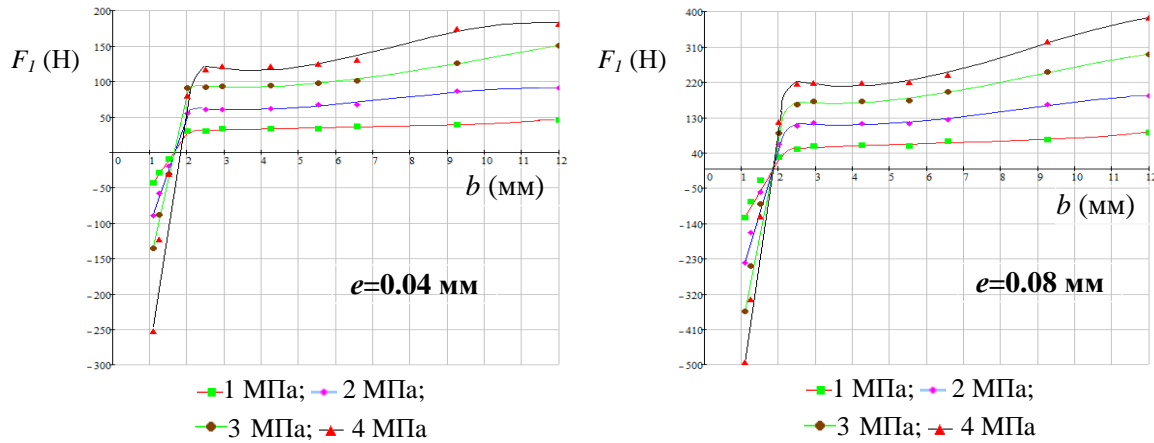 F₁ (Н)
200
150
100
50
0 1 2 3 4 5 6 7 8 9 10 11 12
−50
−100
−150
−200
−250
−300
b (мм)
e=0.04 мм
1 МПа; 2 МПа;
3 МПа; 4 МПа
F₁ (Н)
400
310
220
130
40
0 1 2 3 4 5 6 7 8 9 10 11 12
−50
−140
−230
−320
−410
−500
b (мм)
e=0.08 мм
1 МПа; 2 МПа;
3 МПа; 4 МПа